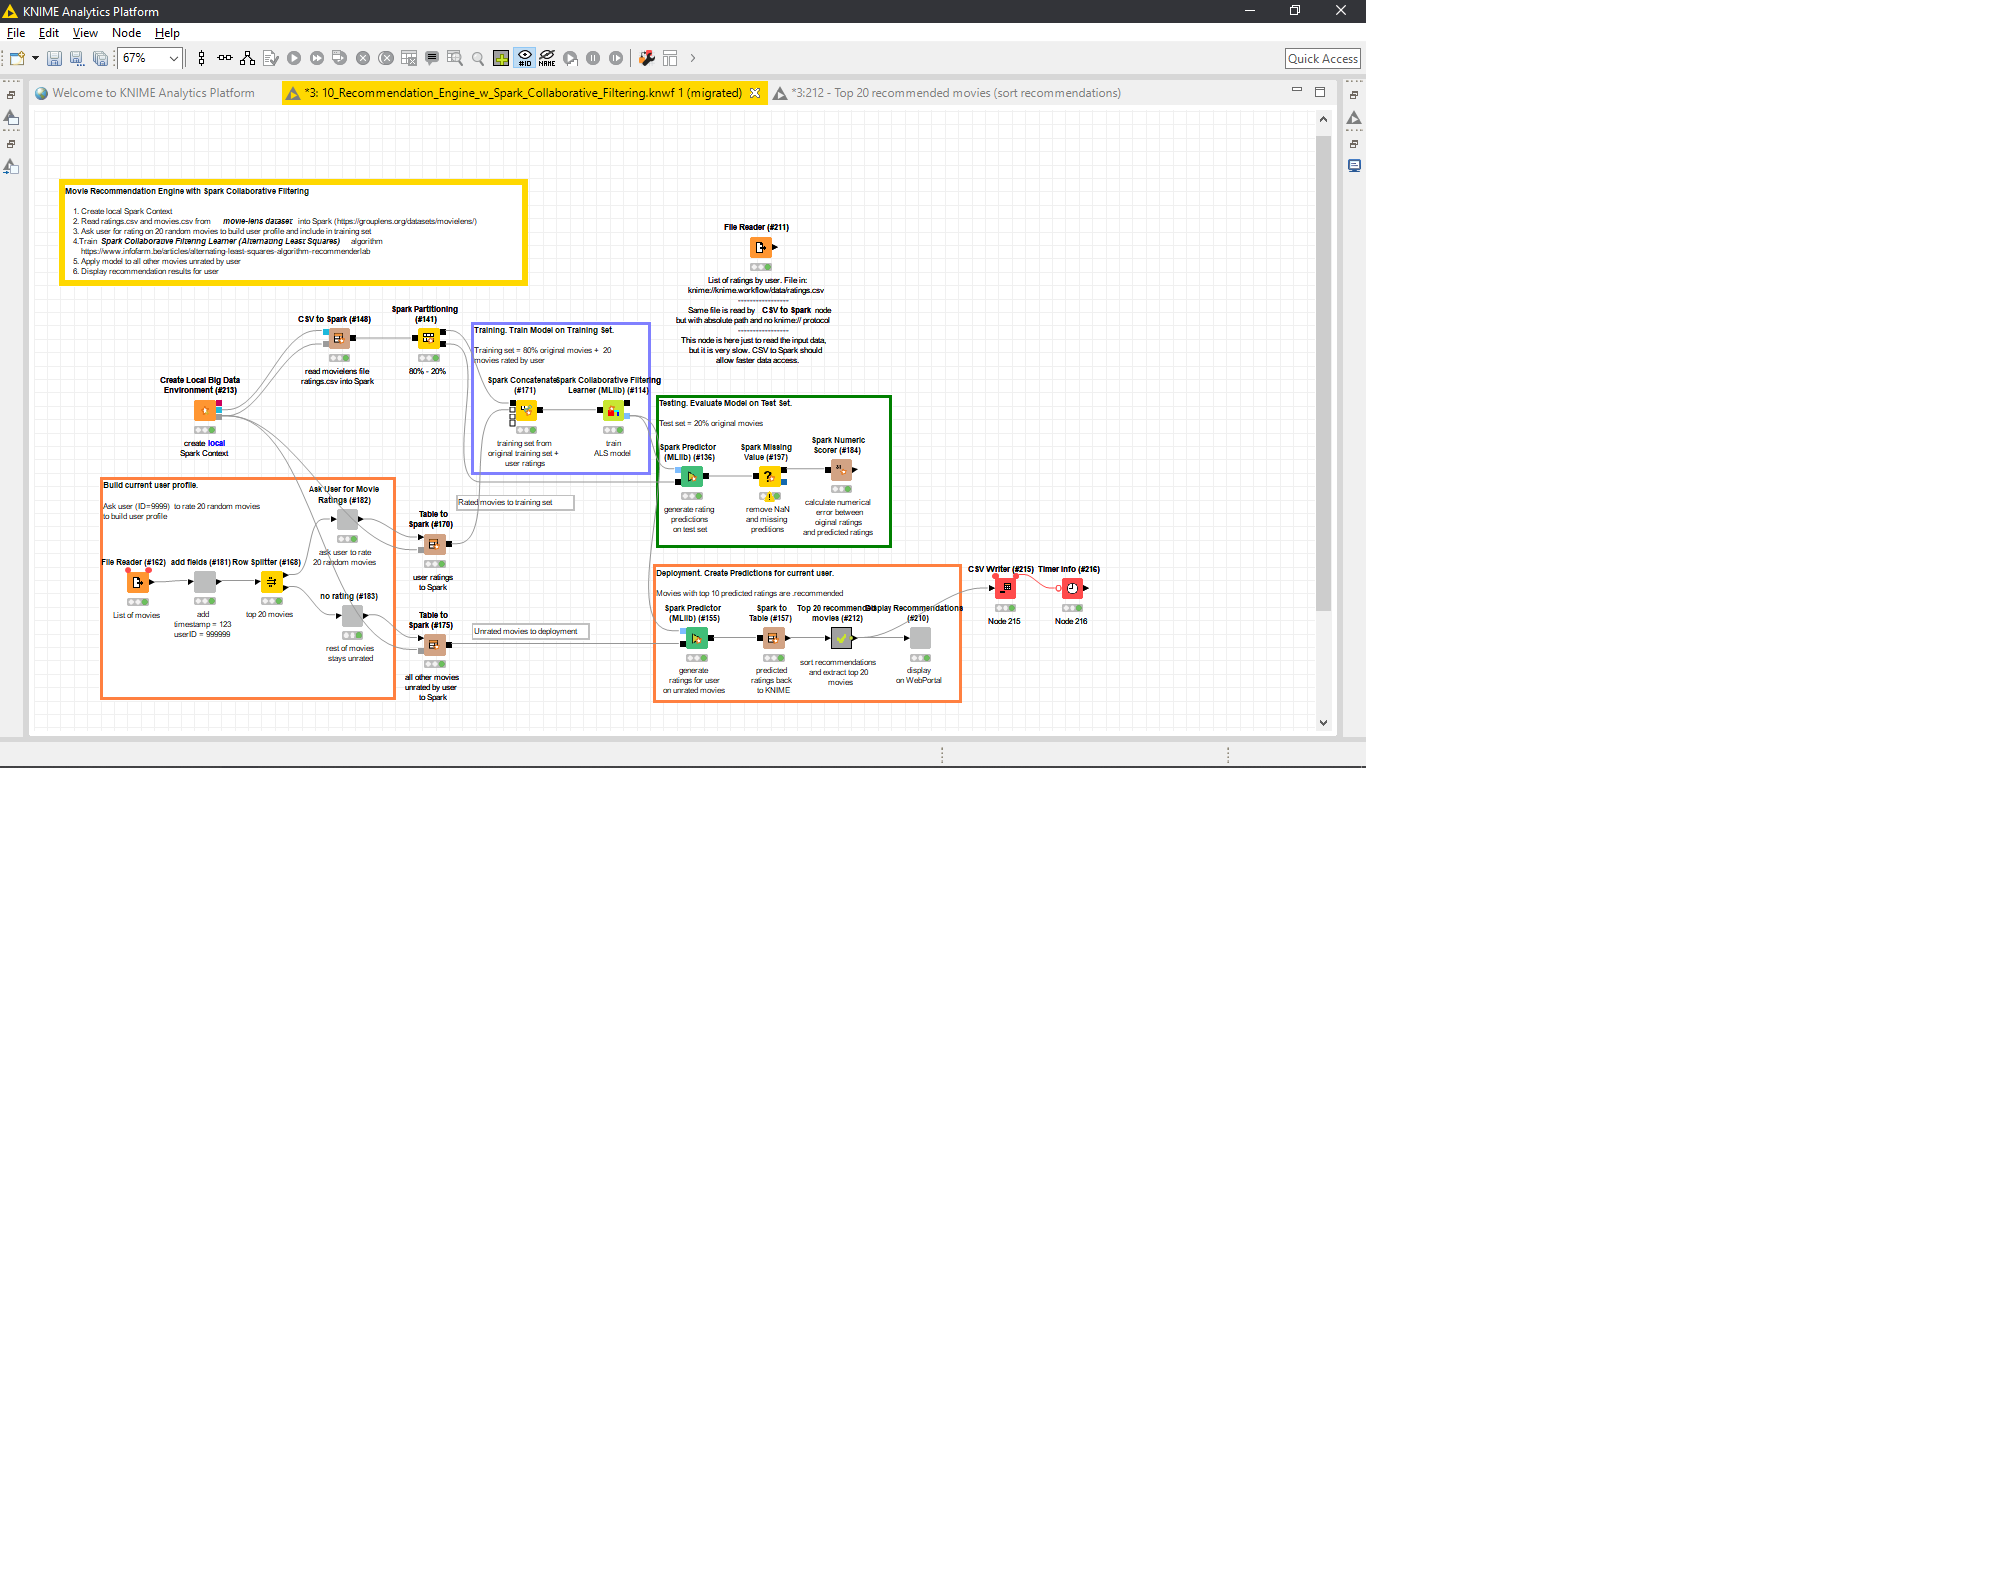 KNIME Analytics Platform
File Edit View Node Help
67%
#ID
NAME
Quick Access
Welcome to KNIME Analytics Platform
*3: 10_Recommendation_Engine_w_Spark_Collaborative_Filtering.knwf 1 (migrated)
*3:212 - Top 20 recommended movies (sort recommendations)
Movie Recommendation Engine with Spark Collaborative Filtering
1. Create local Spark Context
2. Read ratings.csv and movies.csv from movie-lens dataset into Spark (https://grouplens.org/datasets/movielens/)
3. Ask user for rating on 20 random movies to build user profile and include in training set
4.Train Spark Collaborative Filtering Learner (Alternating Least Squares) algorithm
https://www.infofarm.be/articles/alternating-least-squares-algorithm-recommenderlab
5. Apply model to all other movies unrated by user
6. Display recommendation results for user
File Reader (#211)
List of ratings by user. File in:
knime://knime.workflow/data/ratings.csv
-----------------
Same file is read by CSV to Spark node
but with absolute path and no knime:// protocol
-----------------
This node is here just to read the input data,
but it is very slow. CSV to Spark should
allow faster data access.
CSV to Spark (#148)
read movielens file
ratings.csv into Spark
Spark Partitioning
(#141)
80% - 20%
Create Local Big Data
Environment (#213)
create local
Spark Context
Training. Train Model on Training Set.
Training set = 80% original movies + 20
movies rated by user
Spark Concatenate
(#171)
training set from
original training set +
user ratings
Spark Collaborative Filtering
Learner (MLlib) (#114)
train
ALS model
Testing. Evaluate Model on Test Set.
Test set = 20% original movies
Spark Predictor
(MLlib) (#136)
generate rating
predictions
on test set
Spark Missing
Value (#197)
remove NaN
and missing
preditions
Spark Numeric
Scorer (#184)
calculate numerical
error between
oiginal ratings
and predicted ratings
Build current user profile.
Ask user (ID=9999) to rate 20 random movies
to build user profile
Ask User for Movie
Ratings (#182)
ask user to rate
20 random movies
File Reader (#162)
List of movies
add fields (#181)
add
timestamp = 123
userID = 999999
Row Splitter (#168)
top 20 movies
no rating (#183)
rest of movies
stays unrated
Rated movies to training set
Table to
Spark (#170)
user ratings
to Spark
Table to
Spark (#175)
all other movies
unrated by user
to Spark
Unrated movies to deployment
Deployment. Create Predictions for current user.
Movies with top 10 predicted ratings are .recommended
Spark Predictor
(MLlib) (#155)
generate
ratings for user
on unrated movies
Spark to
Table (#157)
predicted
ratings back
to KNIME
Top 20 recommended
movies (#212)
sort recommendations
and extract top 20
movies
Display Recommendations
(#210)
display
on WebPortal
CSV Writer (#215)
Node 215
Timer Info (#216)
Node 216